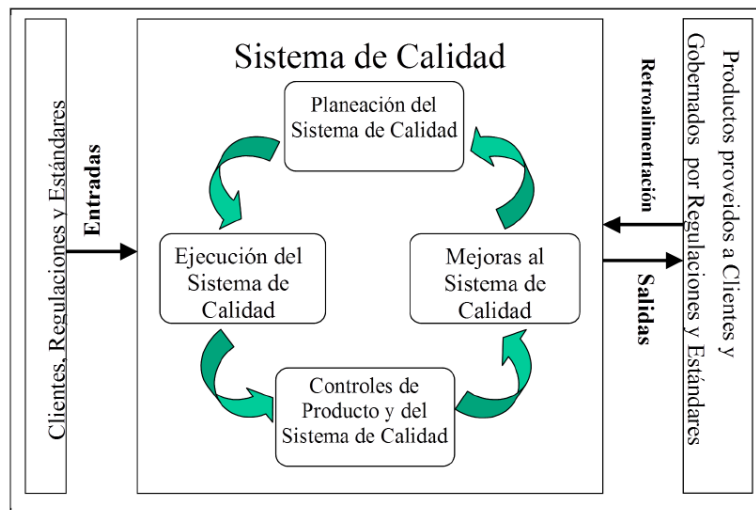 Clientes, Regulaciones y Estándares
Entradas
Sistema de Calidad
Planeación del
Sistema de Calidad
Ejecución del
Sistema de
Calidad
Mejoras al
Sistema de
Calidad
Controles de
Producto y del
Sistema de Calidad
Retroalimentación
Salidas
Productos proveidos a Clientes y
Gobernados por Regulaciones y Estándares